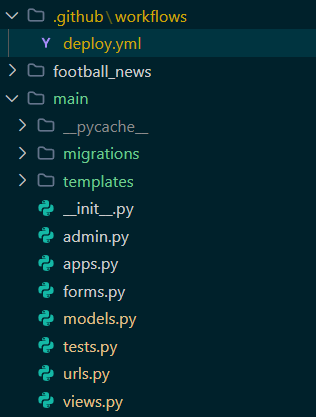 .github\workflows
deploy.yml
football_news
main
__pycache__
migrations
templates
__init__.py
admin.py
apps.py
forms.py
models.py
tests.py
urls.py
views.py